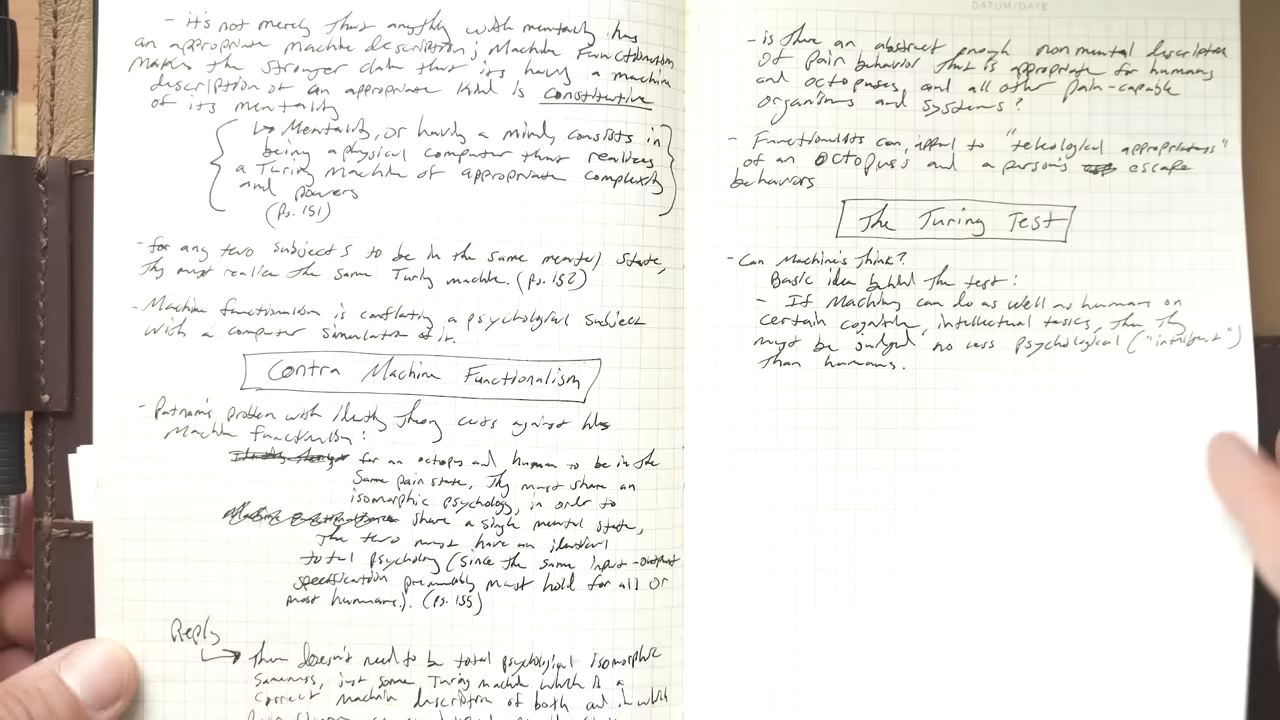 - it's not merely that anything with mentality has
an appropriate machine description; Machine Functionalism
makes the stronger claim that its having a machine
description of an appropriate kind is constitutive
of its mentality
↳ Mentality, or having a mind, consists in
being a physical computer that realizes
a Turing Machine of appropriate complexity
and powers
(Pg. 151)
- for any two subjects to be in the same mental state,
they must realize the same Turing machine. (Pg. 152)
- Machine functionalism is conflating a psychological subject
with a computer simulation of it.
Contra Machine Functionalism
- Putnam's problem with Identity Theory cuts against his
Machine functionalism:
for an octopus and human to be in the
same pain state, they must share an
isomorphic psychology, in order to
share a single mental state,
the two must have an identical
total psychology (since the same input-output
specification presumably must hold for all or
most humans.). (Pg. 155)
Reply
→ There doesn't need to be total psychological isomorphic
sameness, just some Turing machine which is a
correct machine description of both and in which
DATUM/DATE
- is there an abstract enough non mental description
of pain behavior that is appropriate for humans
and octopuses, and all other pain-capable
organisms and systems?
- Functionalists can appeal to "teleological appropriateness"
of an octopus's and a person's escape
behaviors
The Turing Test
- Can Machine's think?
Basic idea behind the test:
- If Machines can do as well as humans on
certain cognitive, intellectual tasks, then they
must be judged no less psychological ("intelligent")
than humans.